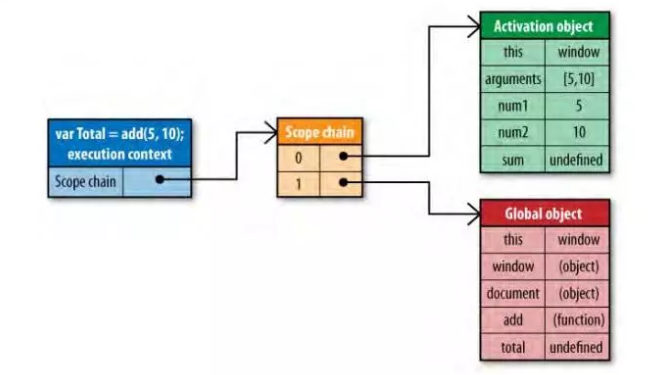 Activation object
this window
arguments [5,10]
num1 5
num2 10
sum undefined
var Total = add(5, 10);
execution context
Scope chain
Scope chain
0
1
Global object
this window
window (object)
document (object)
add (function)
total undefined